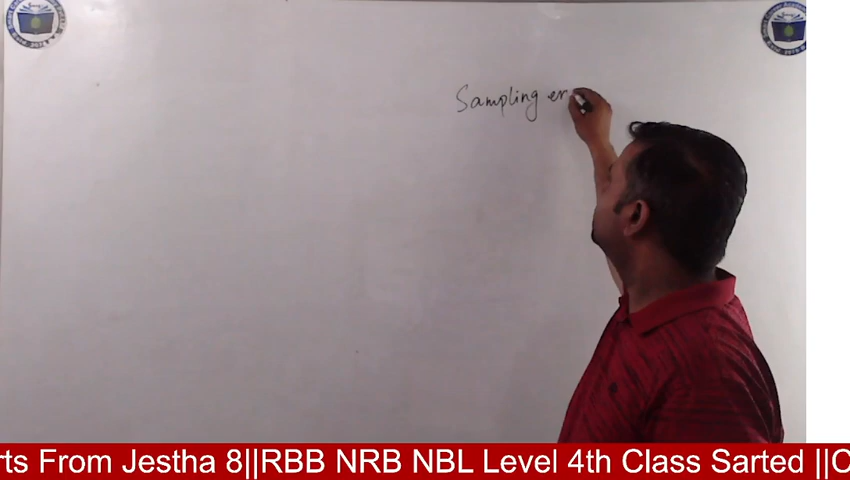 Sampling er
rts From Jestha 8||RBB NRB NBL Level 4th Class Sarted ||C